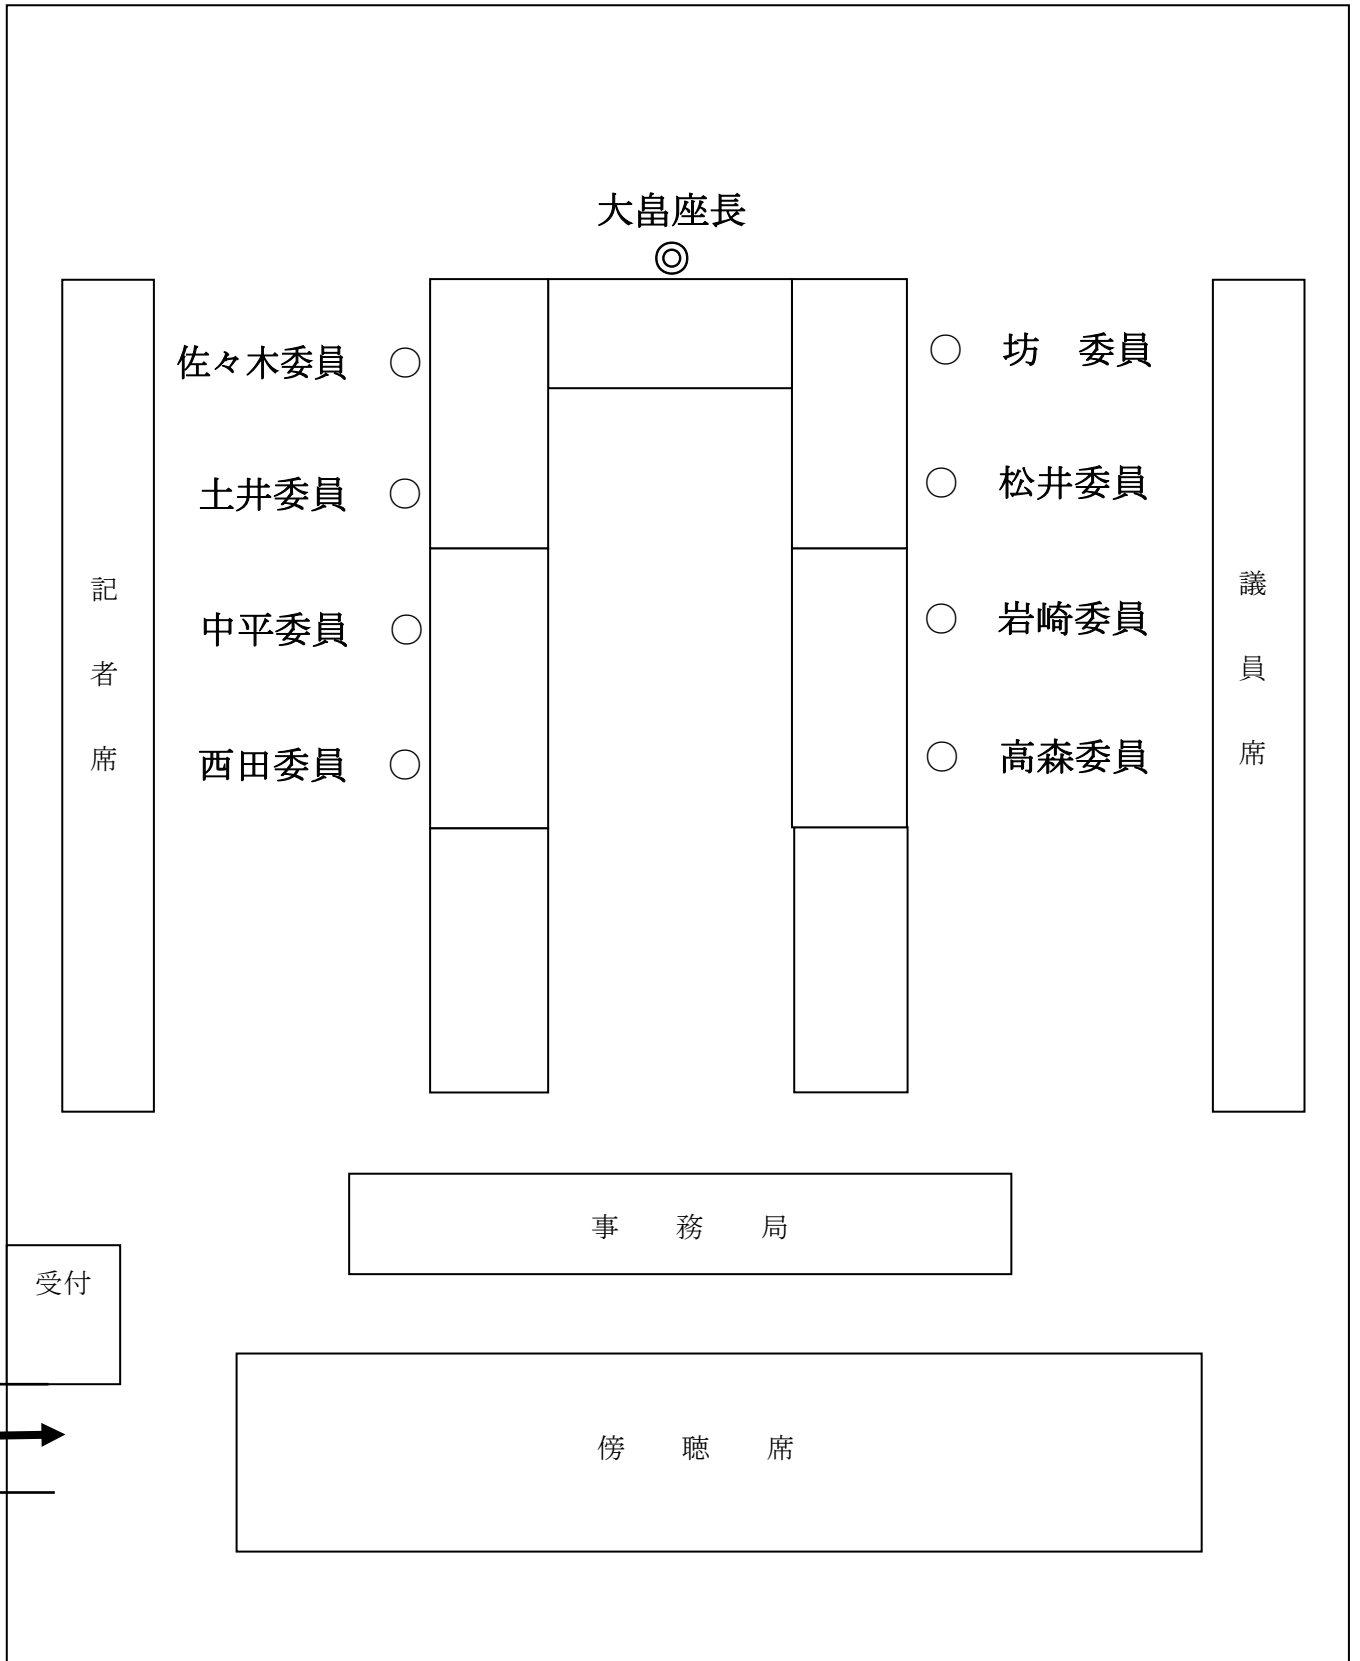 大畠座長
佐々木委員
坊　委員
土井委員
松井委員
中平委員
岩崎委員
西田委員
高森委員
記者席
議員席
事　務　局
受付
傍　聴　席